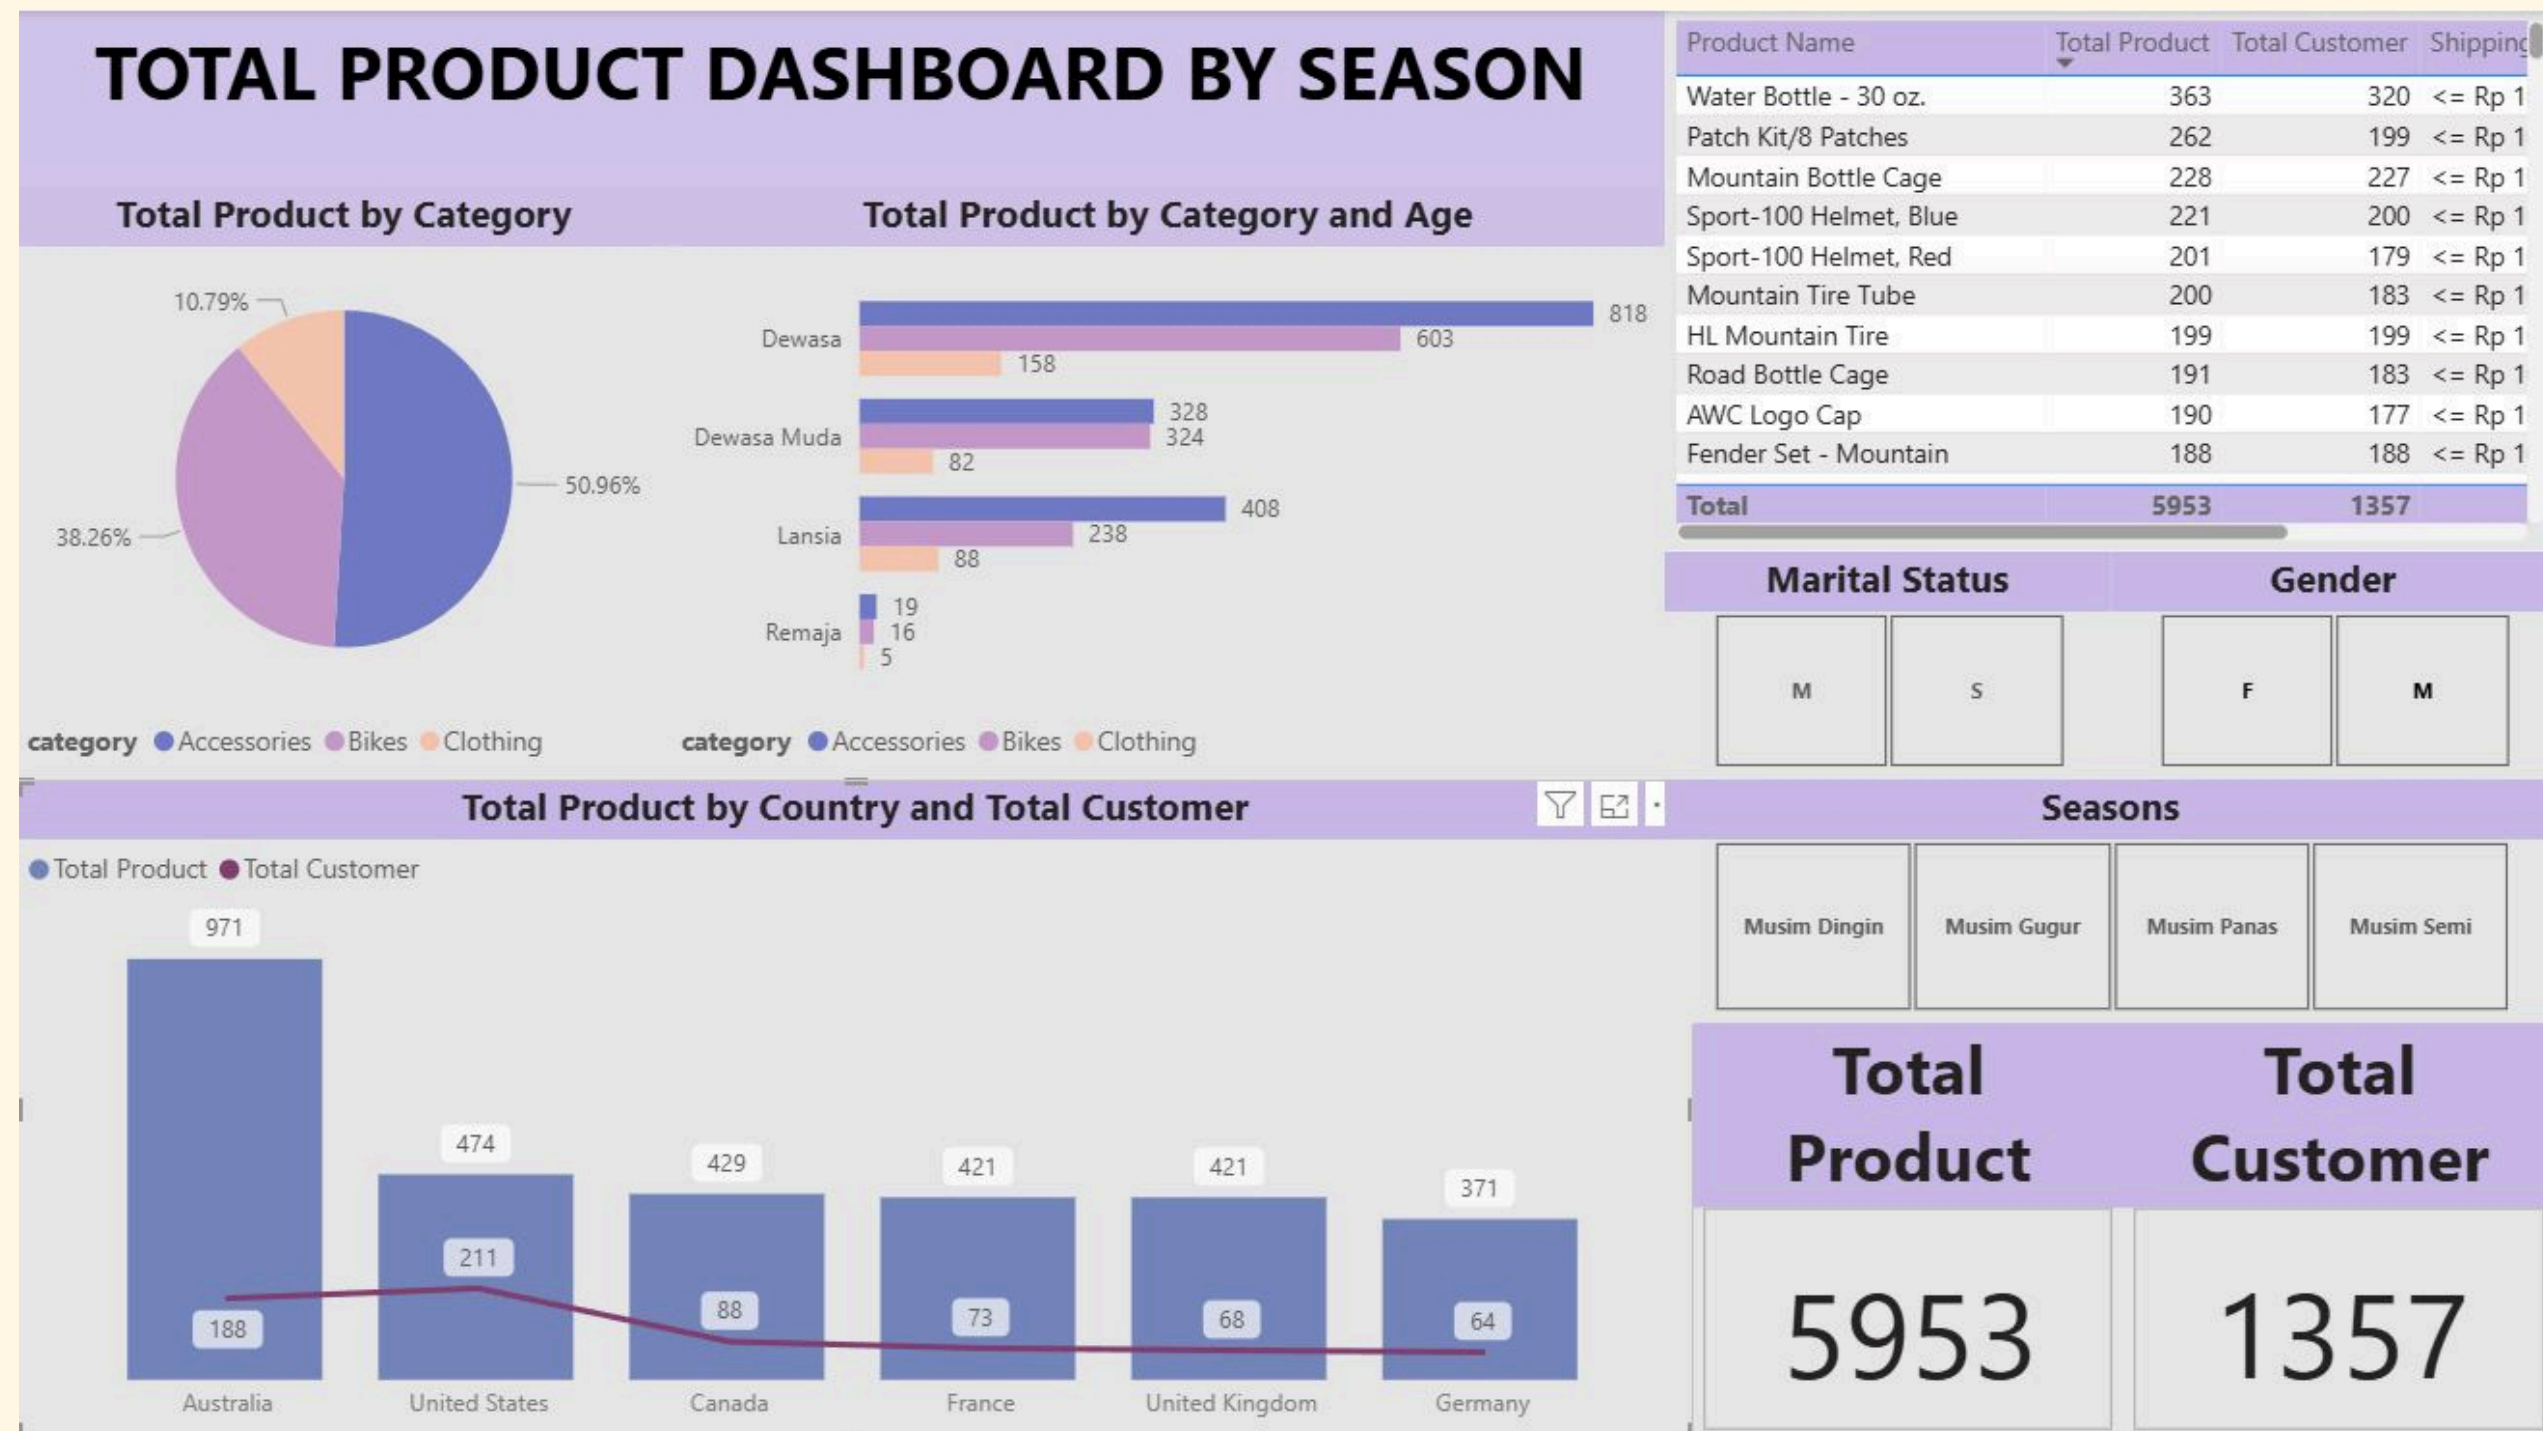 TOTAL PRODUCT DASHBOARD BY SEASON
Total Product by Category
10.79%
50.96%
38.26%
category Accessories Bikes Clothing
Total Product by Category and Age
Dewasa 818
603
158
Dewasa Muda 328
324
82
Lansia 408
238
88
Remaja 19
16
5
category Accessories Bikes Clothing
Product Name Total Product Total Customer Shipping
Water Bottle - 30 oz. 363 320 <= Rp 1
Patch Kit/8 Patches 262 199 <= Rp 1
Mountain Bottle Cage 228 227 <= Rp 1
Sport-100 Helmet, Blue 221 200 <= Rp 1
Sport-100 Helmet, Red 201 179 <= Rp 1
Mountain Tire Tube 200 183 <= Rp 1
HL Mountain Tire 199 199 <= Rp 1
Road Bottle Cage 191 183 <= Rp 1
AWC Logo Cap 190 177 <= Rp 1
Fender Set - Mountain 188 188 <= Rp 1
Total 5953 1357
Marital Status
M S
Gender
F M
Total Product by Country and Total Customer
Total Product Total Customer
971 474 429 421 421 371
188 211 88 73 68 64
Australia United States Canada France United Kingdom Germany
Seasons
Musim Dingin Musim Gugur Musim Panas Musim Semi
Total
Product
5953
Total
Customer
1357